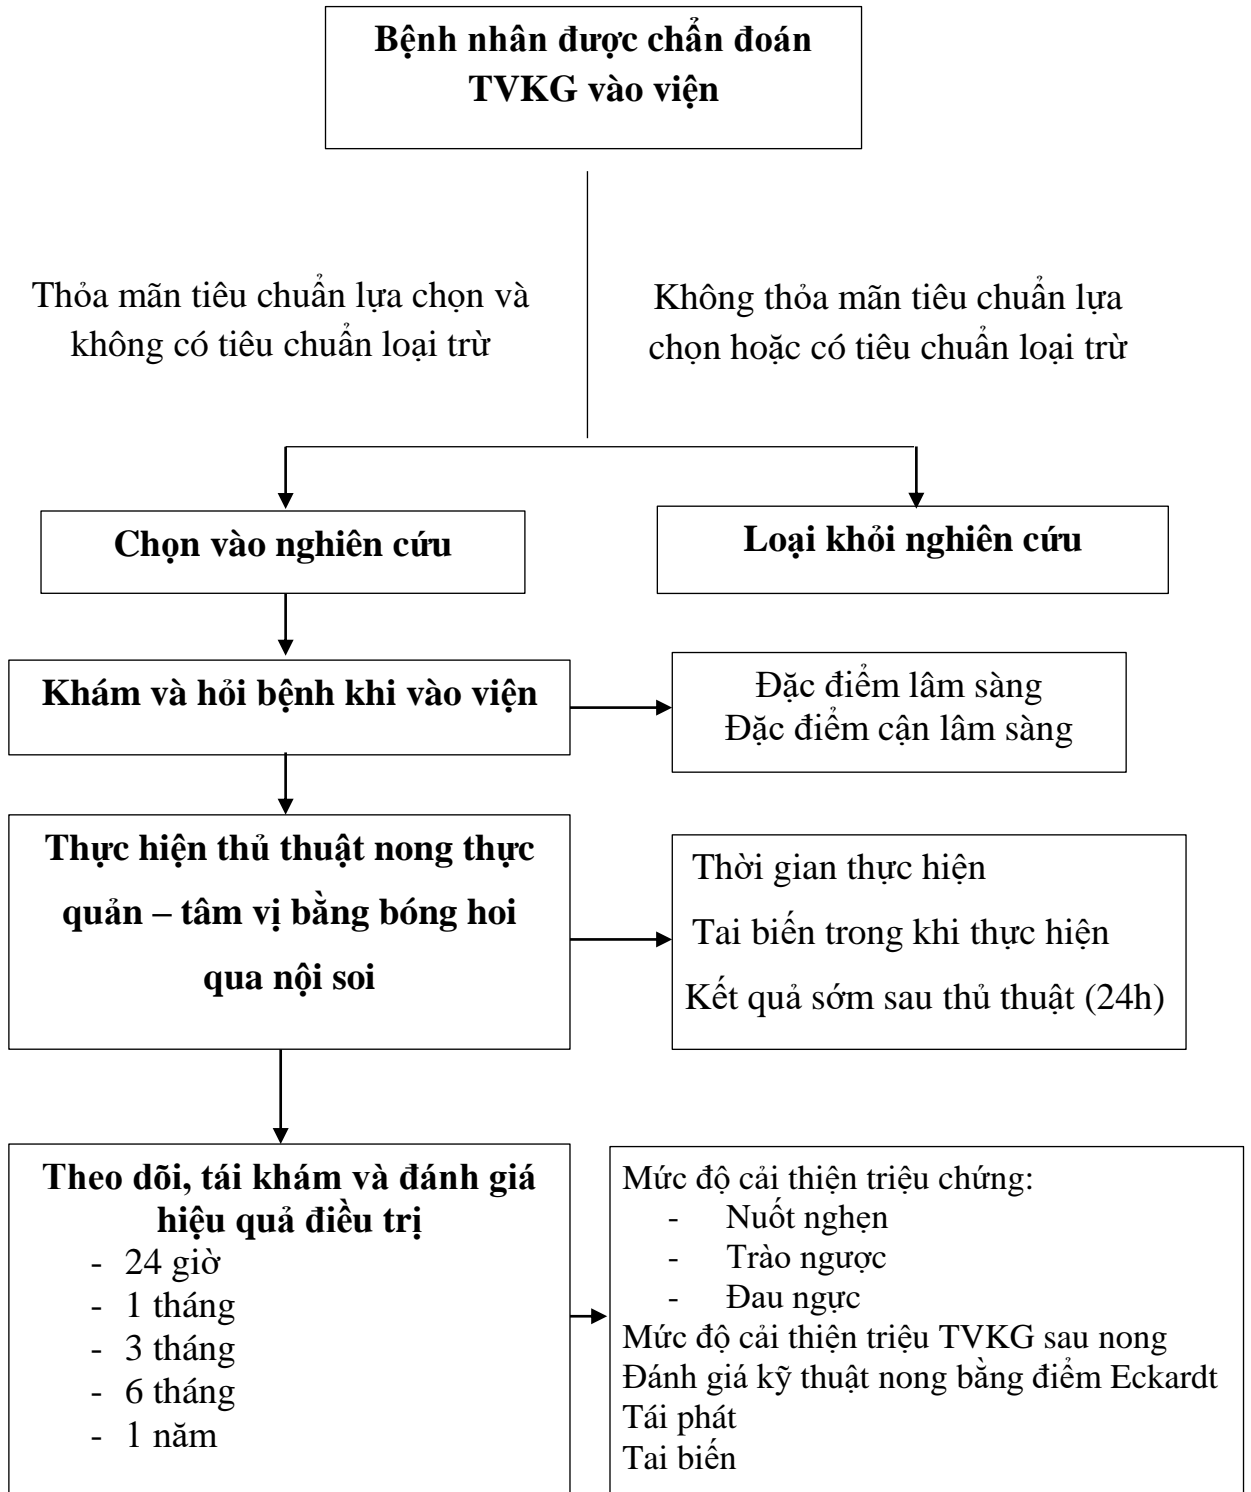 Bệnh nhân được chẩn đoán
TVKG vào viện
Thỏa mãn tiêu chuẩn lựa chọn và
không có tiêu chuẩn loại trừ
Không thỏa mãn tiêu chuẩn lựa
chọn hoặc có tiêu chuẩn loại trừ
Chọn vào nghiên cứu
Loại khỏi nghiên cứu
Khám và hỏi bệnh khi vào viện
Đặc điểm lâm sàng
Đặc điểm cận lâm sàng
Thực hiện thủ thuật nong thực
quản – tâm vị bằng bóng hoi
qua nội soi
Thời gian thực hiện
Tai biến trong khi thực hiện
Kết quả sớm sau thủ thuật (24h)
Theo dõi, tái khám và đánh giá
hiệu quả điều trị
- 24 giờ
- 1 tháng
- 3 tháng
- 6 tháng
- 1 năm
Mức độ cải thiện triệu chứng:
- Nuốt nghẹn
- Trào ngược
- Đau ngực
Mức độ cải thiện triệu TVKG sau nong
Đánh giá kỹ thuật nong bằng điểm Eckardt
Tái phát
Tai biến